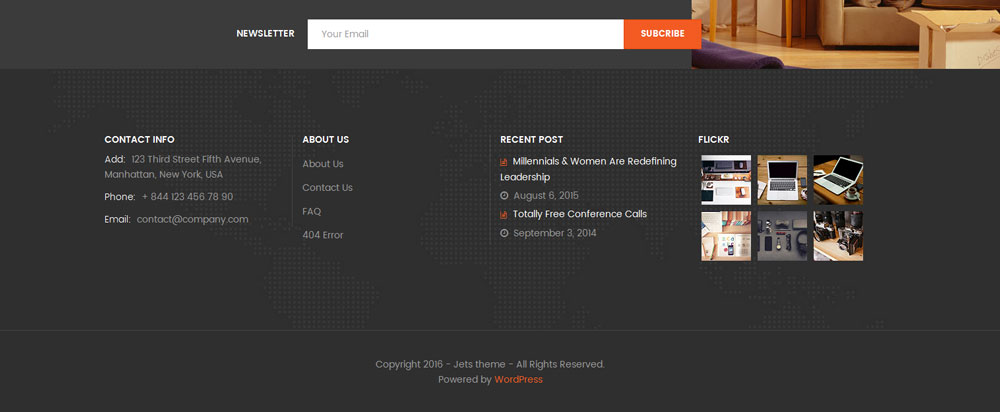 NEWSLETTER
Your Email
SUBCRIBE
CONTACT INFO
Add: 123 Third Street Fifth Avenue,
Manhattan, New York, USA
Phone: + 844 123 456 78 90
Email: contact@company.com
ABOUT US
About Us
Contact Us
FAQ
404 Error
RECENT POST
Millennials & Women Are Redefining
Leadership
August 6, 2015
Totally Free Conference Calls
September 3, 2014
FLICKR
Copyright 2016 - Jets theme - All Rights Reserved.
Powered by WordPress